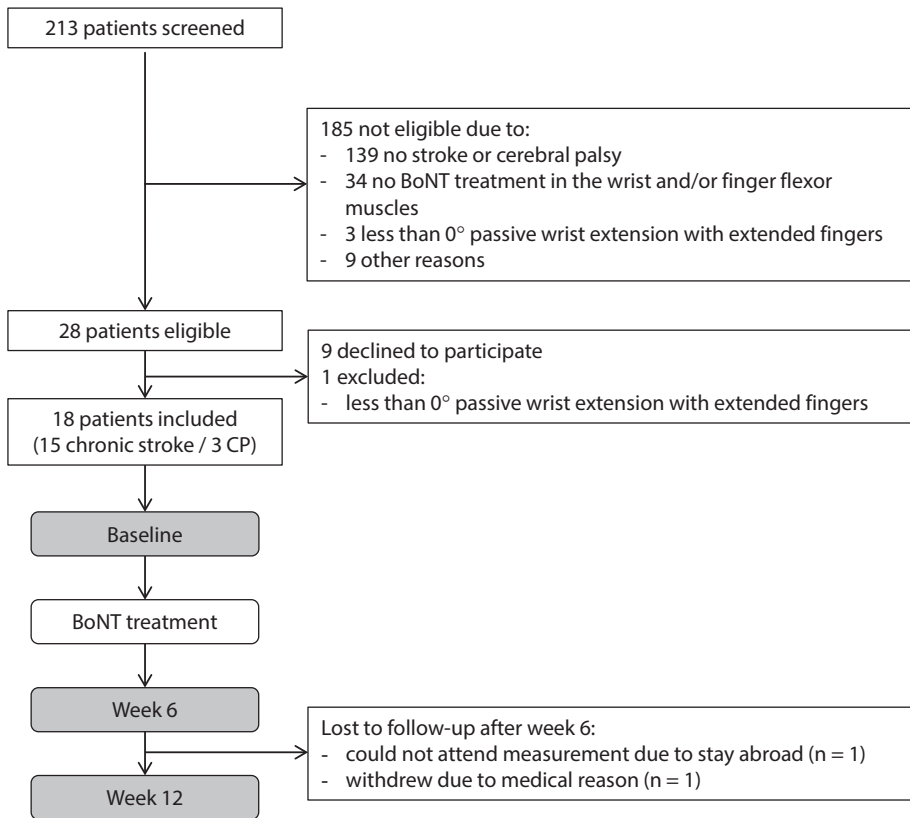 213 patients screened
185 not eligible due to:
- 139 no stroke or cerebral palsy
- 34 no BoNT treatment in the wrist and/or finger flexor
muscles
- 3 less than 0° passive wrist extension with extended fingers
- 9 other reasons
28 patients eligible
9 declined to participate
1 excluded:
- less than 0° passive wrist extension with extended fingers
18 patients included
(15 chronic stroke / 3 CP)
Baseline
BoNT treatment
Week 6
Lost to follow-up after week 6:
- could not attend measurement due to stay abroad (n = 1)
- withdrew due to medical reason (n = 1)
Week 12